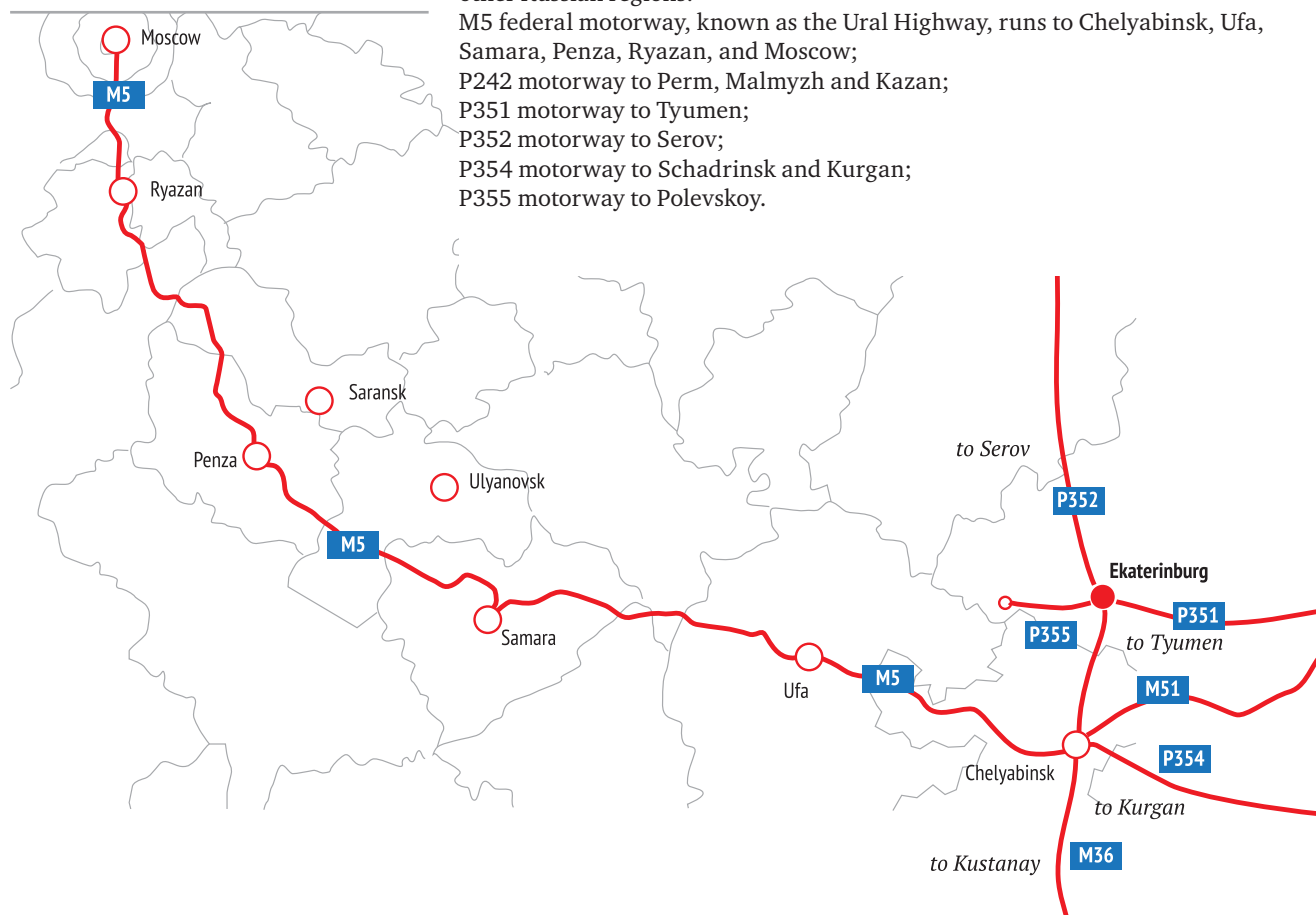 other Russian regions:
M5 federal motorway, known as the Ural Highway, runs to Chelyabinsk, Ufa,
Samara, Penza, Ryazan, and Moscow;
P242 motorway to Perm, Malmyzh and Kazan;
P351 motorway to Tyumen;
P352 motorway to Serov;
P354 motorway to Schadrinsk and Kurgan;
P355 motorway to Polevskoy.
Moscow
M5
Ryazan
Saransk
Penza
Ulyanovsk
M5
Samara
Ufa
M5
to Serov
P352
Ekaterinburg
P351
P355
to Tyumen
M51
Chelyabinsk
P354
to Kurgan
to Kustanay
M36